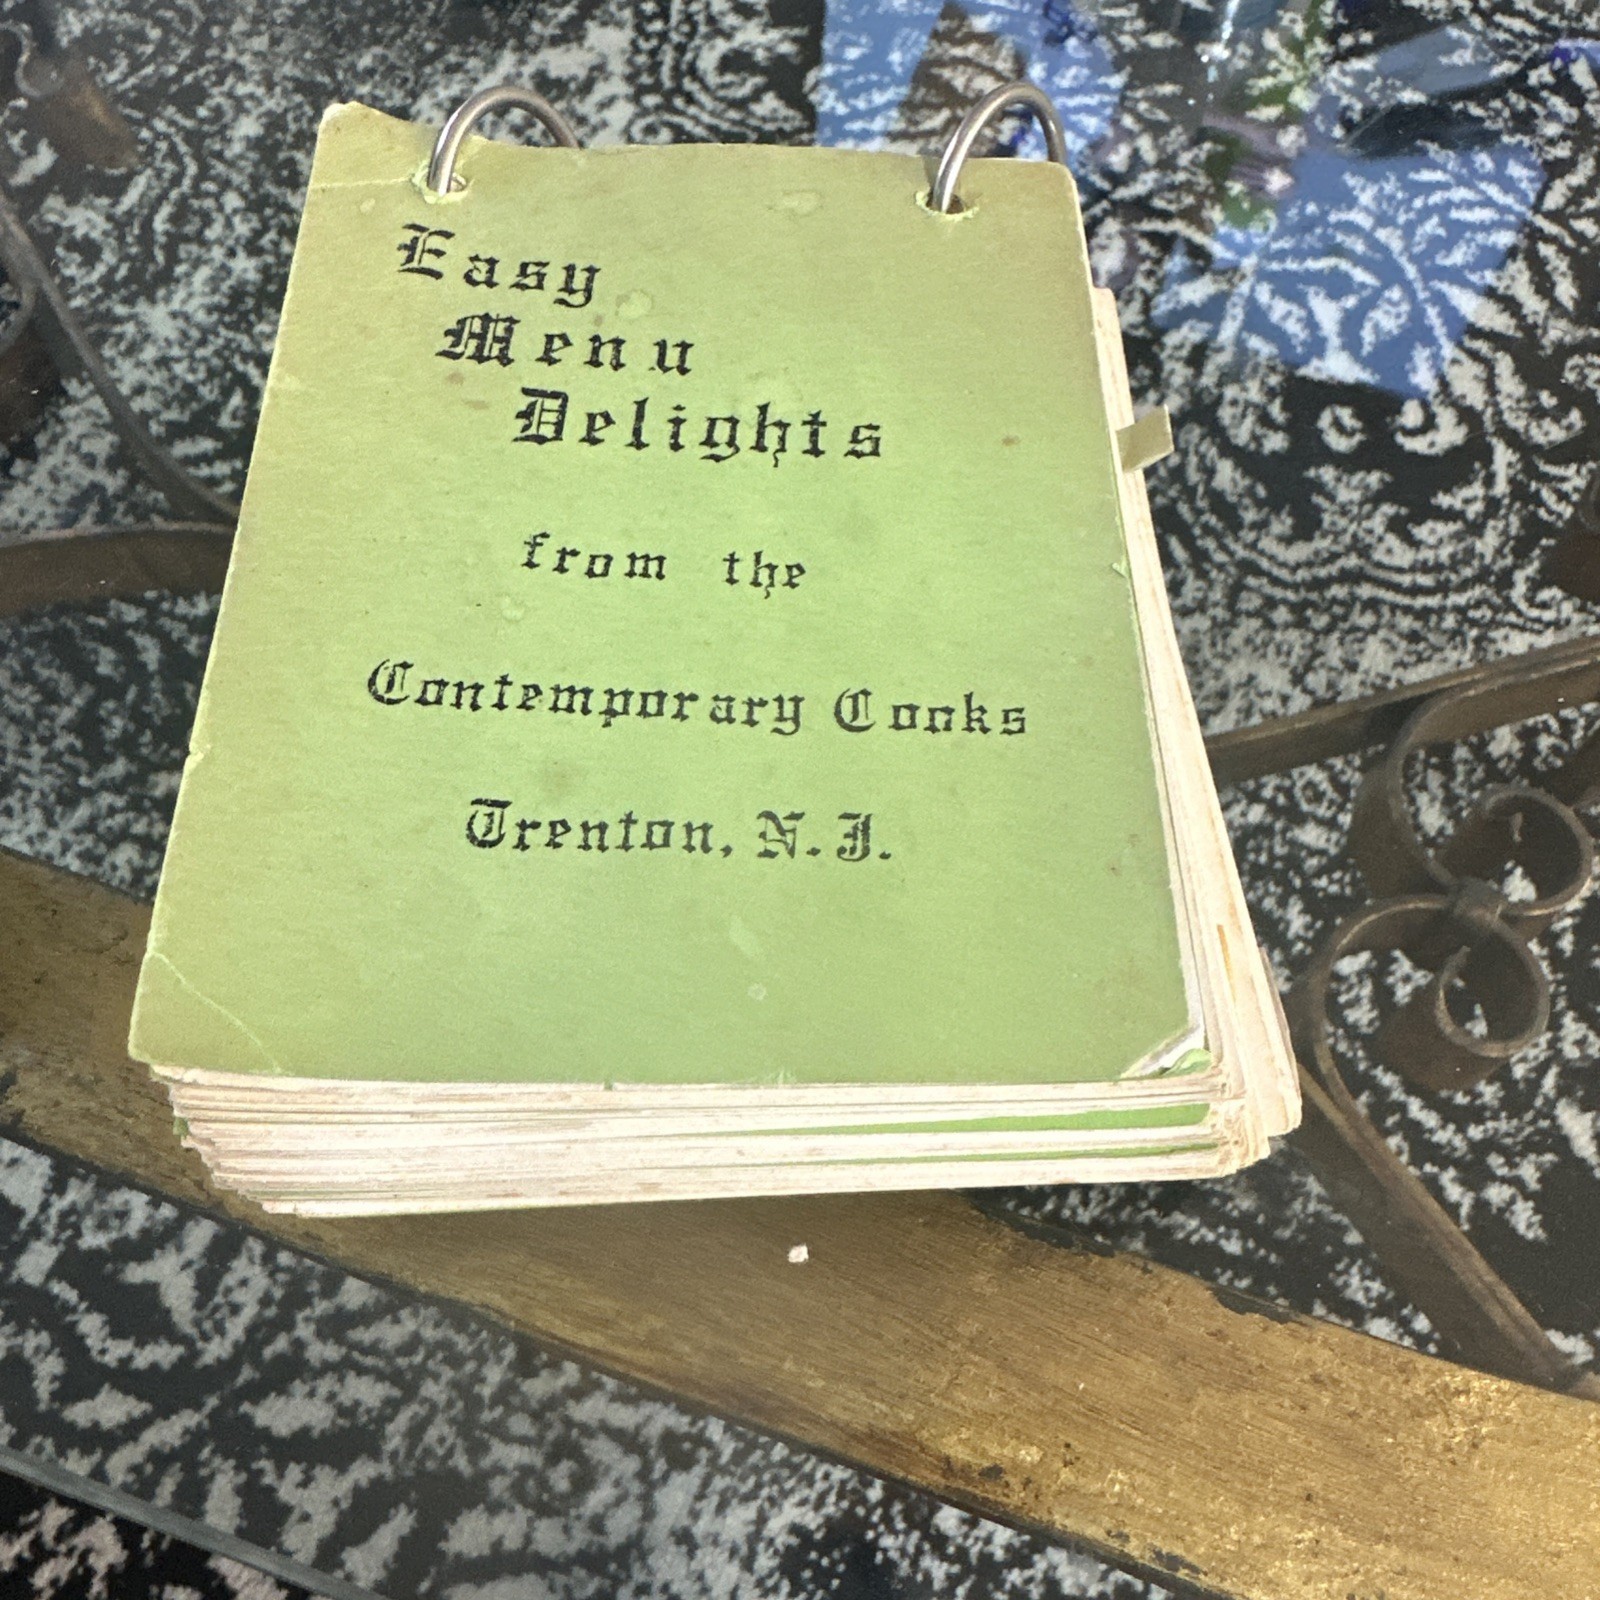 Easy
Menu
Delights
from the
Contemporary Cooks
Trenton, N.J.